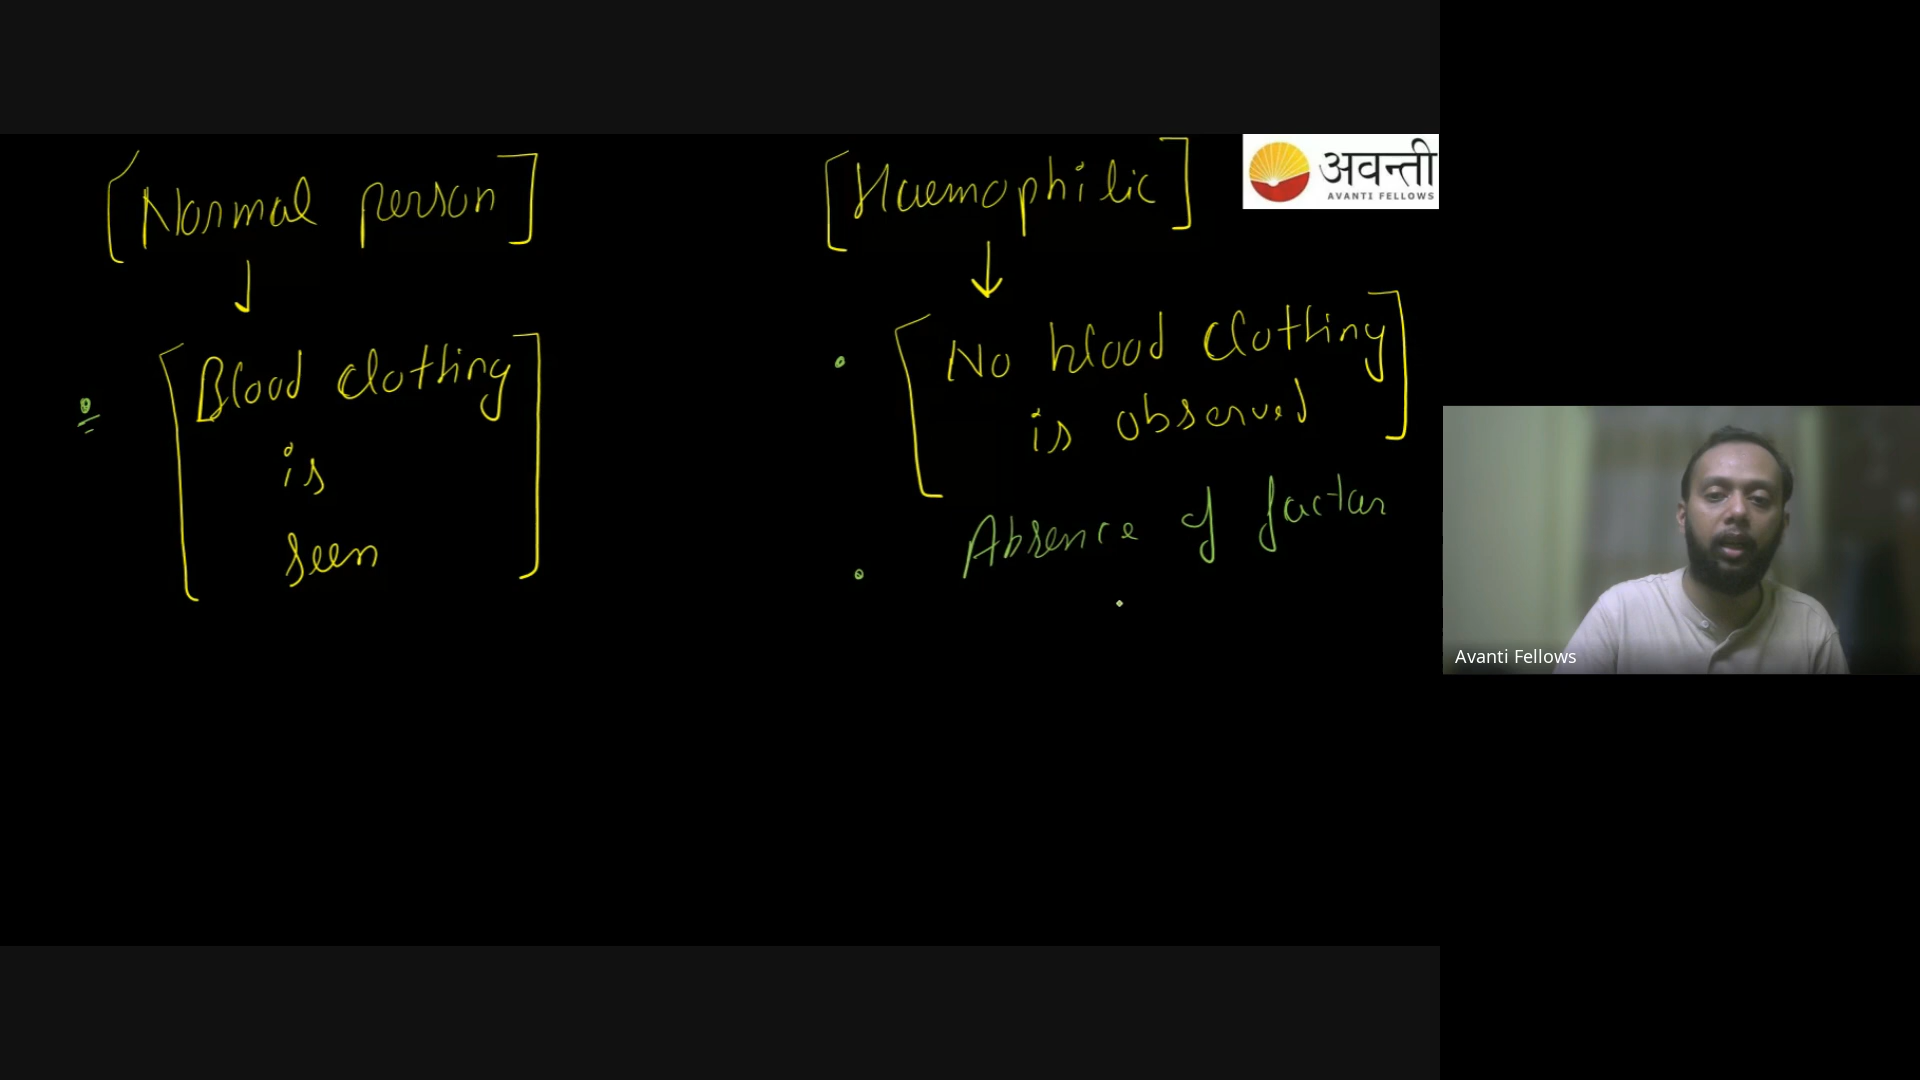 [Normal person]
↓
[Blood clothing
is
seen]
[Haemophilic]
↓
• [No blood clothing
is observed]
• Absence of factor
अवन्ती
AVANTI FELLOWS
Avanti Fellows